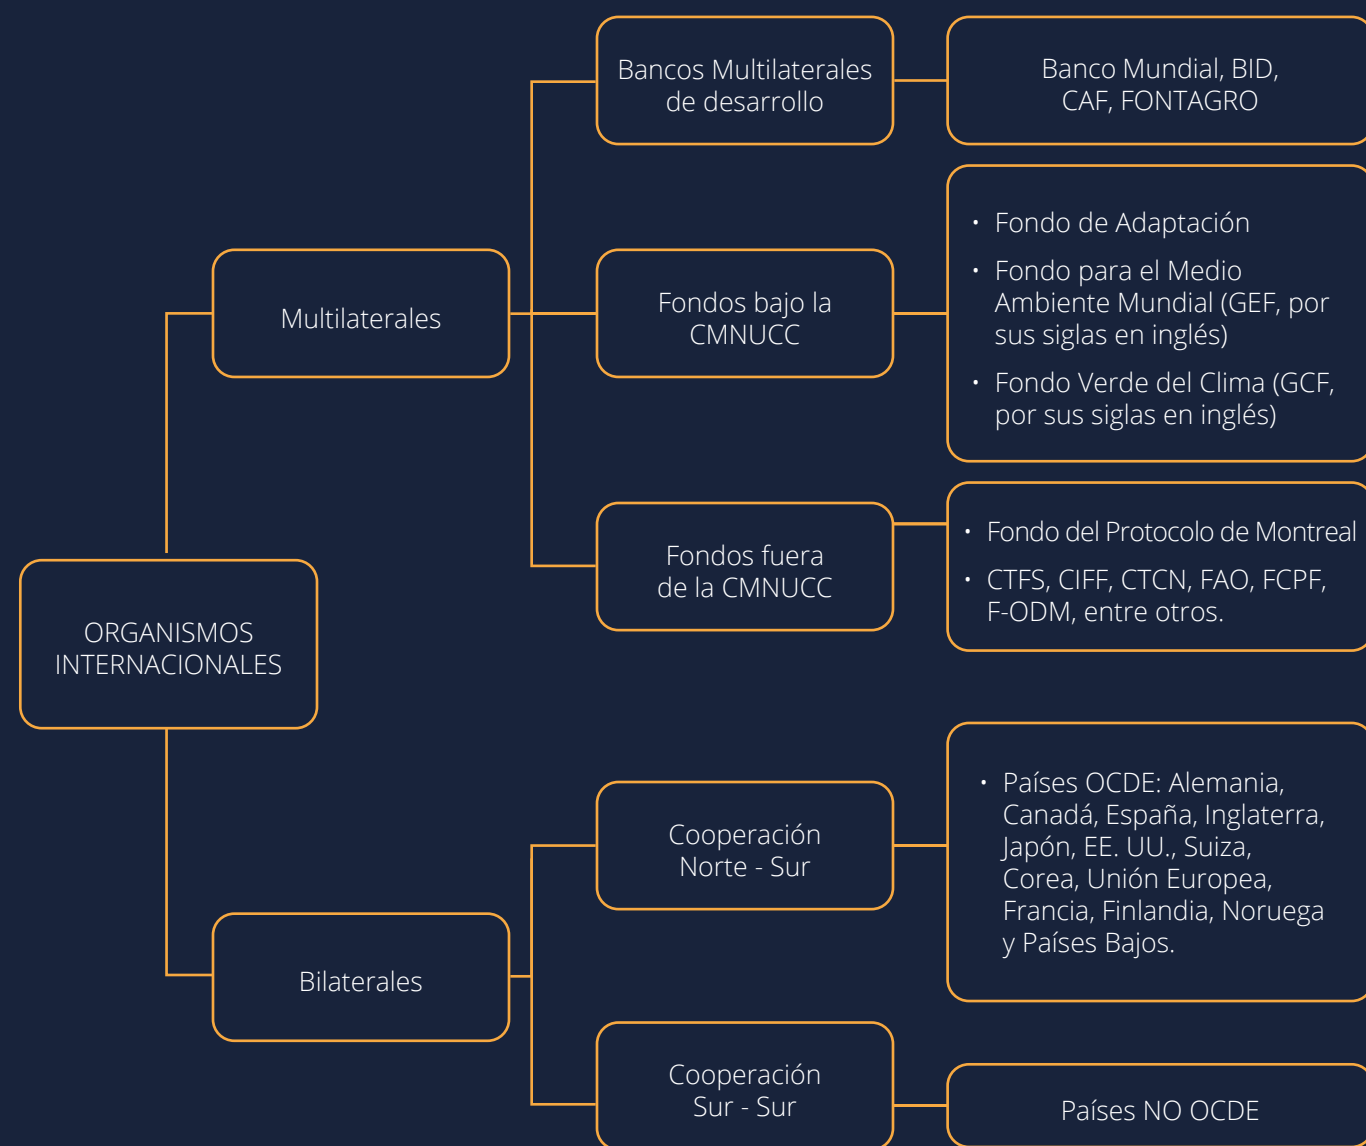 ORGANISMOS
INTERNACIONALES
Multilaterales
Bancos Multilaterales
de desarrollo
Banco Mundial, BID,
CAF, FONTAGRO
Fondos bajo la
CMNUCC
• Fondo de Adaptación
• Fondo para el Medio
Ambiente Mundial (GEF, por
sus siglas en inglés)
• Fondo Verde del Clima (GCF,
por sus siglas en inglés)
Fondos fuera
de la CMNUCC
• Fondo del Protocolo de Montreal
• CTFS, CIFF, CTCN, FAO, FCPF,
F-ODM, entre otros.
Bilaterales
Cooperación
Norte - Sur
• Países OCDE: Alemania,
Canadá, España, Inglaterra,
Japón, EE. UU., Suiza,
Corea, Unión Europea,
Francia, Finlandia, Noruega
y Países Bajos.
Cooperación
Sur - Sur
Países NO OCDE